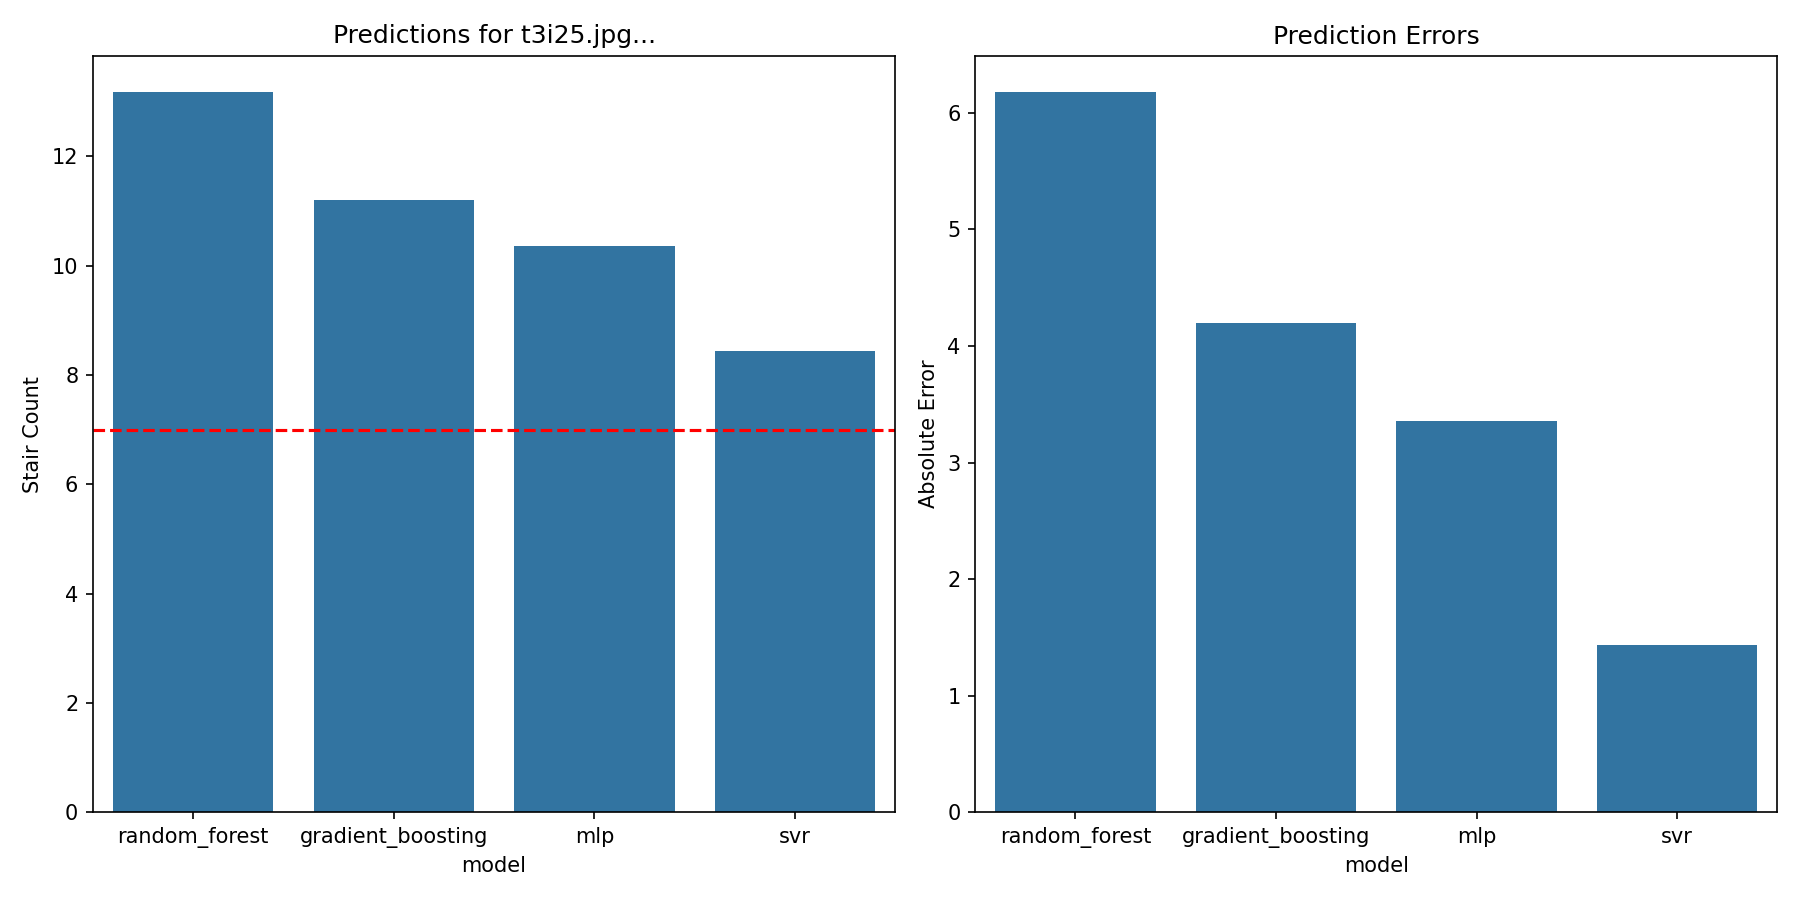 Predictions for t3i25.jpg...
Stair Count
12
10
8
6
4
2
0
random_forest gradient_boosting mlp svr
model
Prediction Errors
Absolute Error
6
5
4
3
2
1
0
random_forest gradient_boosting mlp svr
model